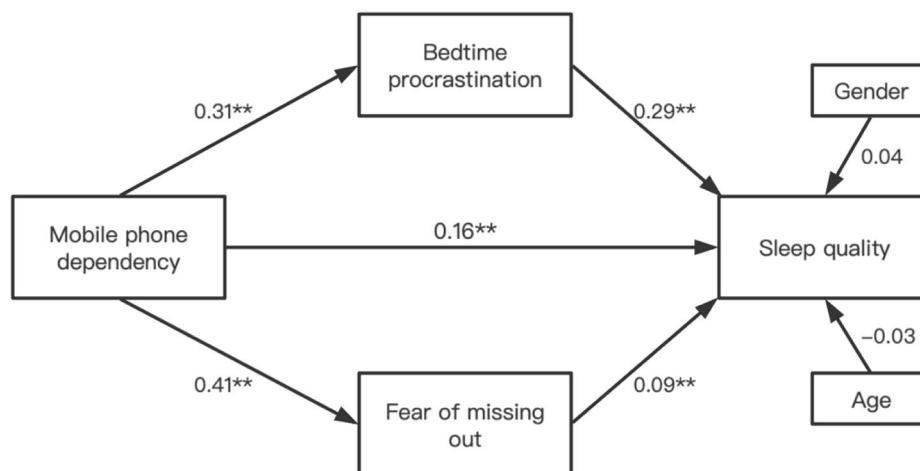 Bedtime
procrastination
Gender
0.31**
0.29**
0.04
Mobile phone
dependency
0.16**
Sleep quality
0.41**
0.09**
−0.03
Fear of missing
out
Age